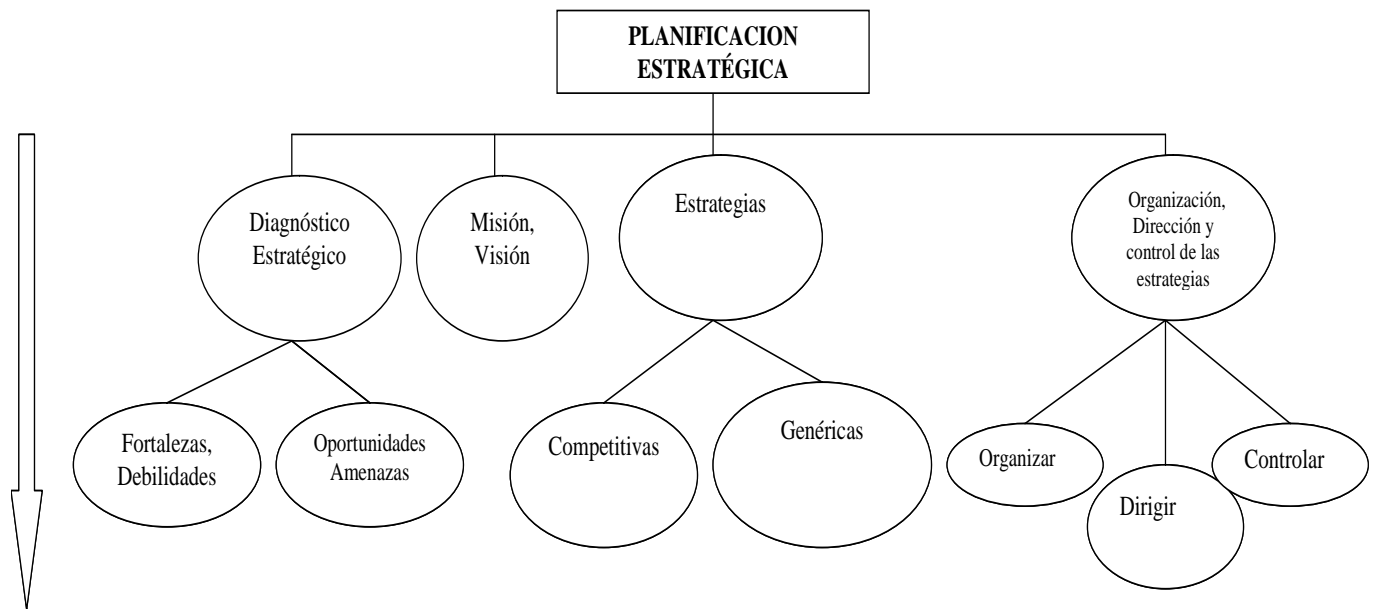 PLANIFICACION
ESTRATÉGICA
Diagnóstico
Estratégico
Misión,
Visión
Estrategias
Organización,
Dirección y
control de las
estrategias
Fortalezas,
Debilidades
Oportunidades
Amenazas
Competitivas
Genéricas
Organizar
Dirigir
Controlar